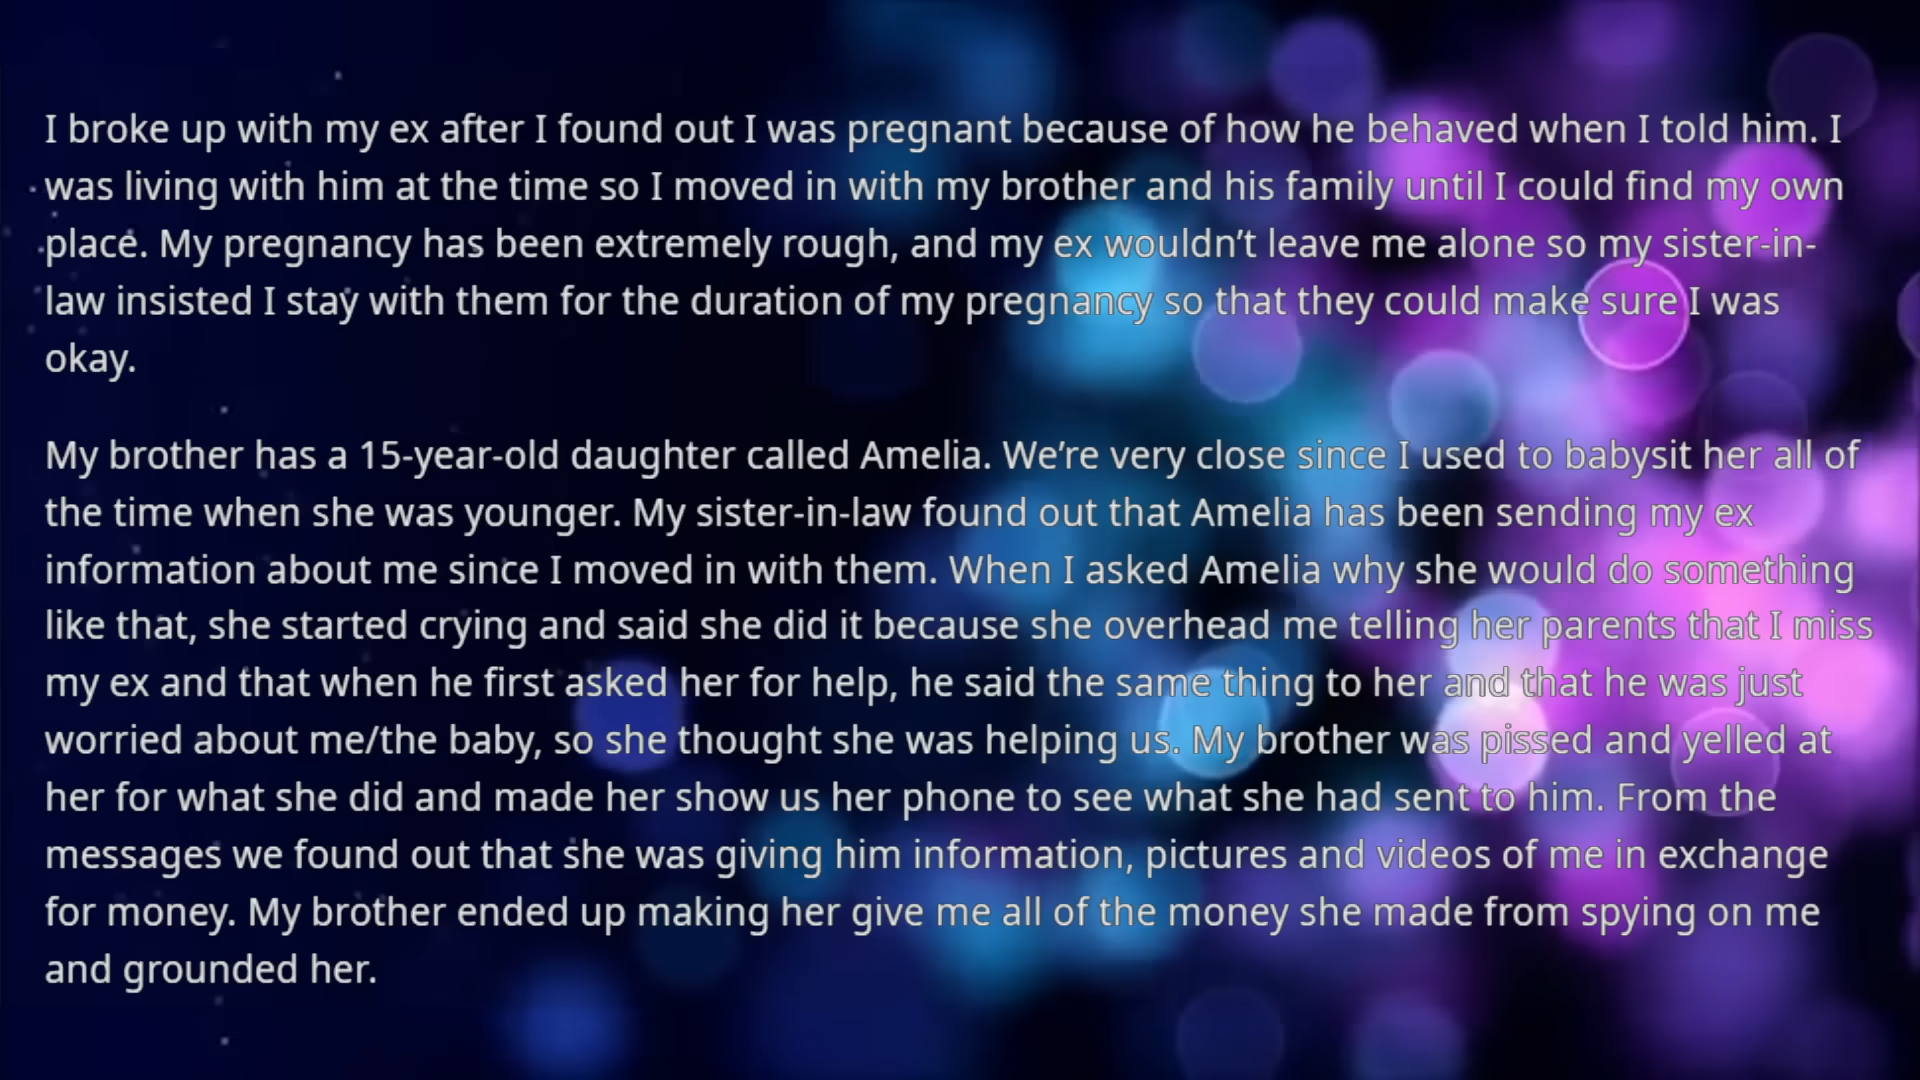 I broke up with my ex after I found out I was pregnant because of how he behaved when I told him. I
was living with him at the time so I moved in with my brother and his family until I could find my own
place. My pregnancy has been extremely rough, and my ex wouldn’t leave me alone so my sister-in-
law insisted I stay with them for the duration of my pregnancy so that they could make sure I was
okay.
My brother has a 15-year-old daughter called Amelia. We’re very close since I used to babysit her all of
the time when she was younger. My sister-in-law found out that Amelia has been sending my ex
information about me since I moved in with them. When I asked Amelia why she would do something
like that, she started crying and said she did it because she overhead me telling her parents that I miss
my ex and that when he first asked her for help, he said the same thing to her and that he was just
worried about me/the baby, so she thought she was helping us. My brother was pissed and yelled at
her for what she did and made her show us her phone to see what she had sent to him. From the
messages we found out that she was giving him information, pictures and videos of me in exchange
for money. My brother ended up making her give me all of the money she made from spying on me
and grounded her.